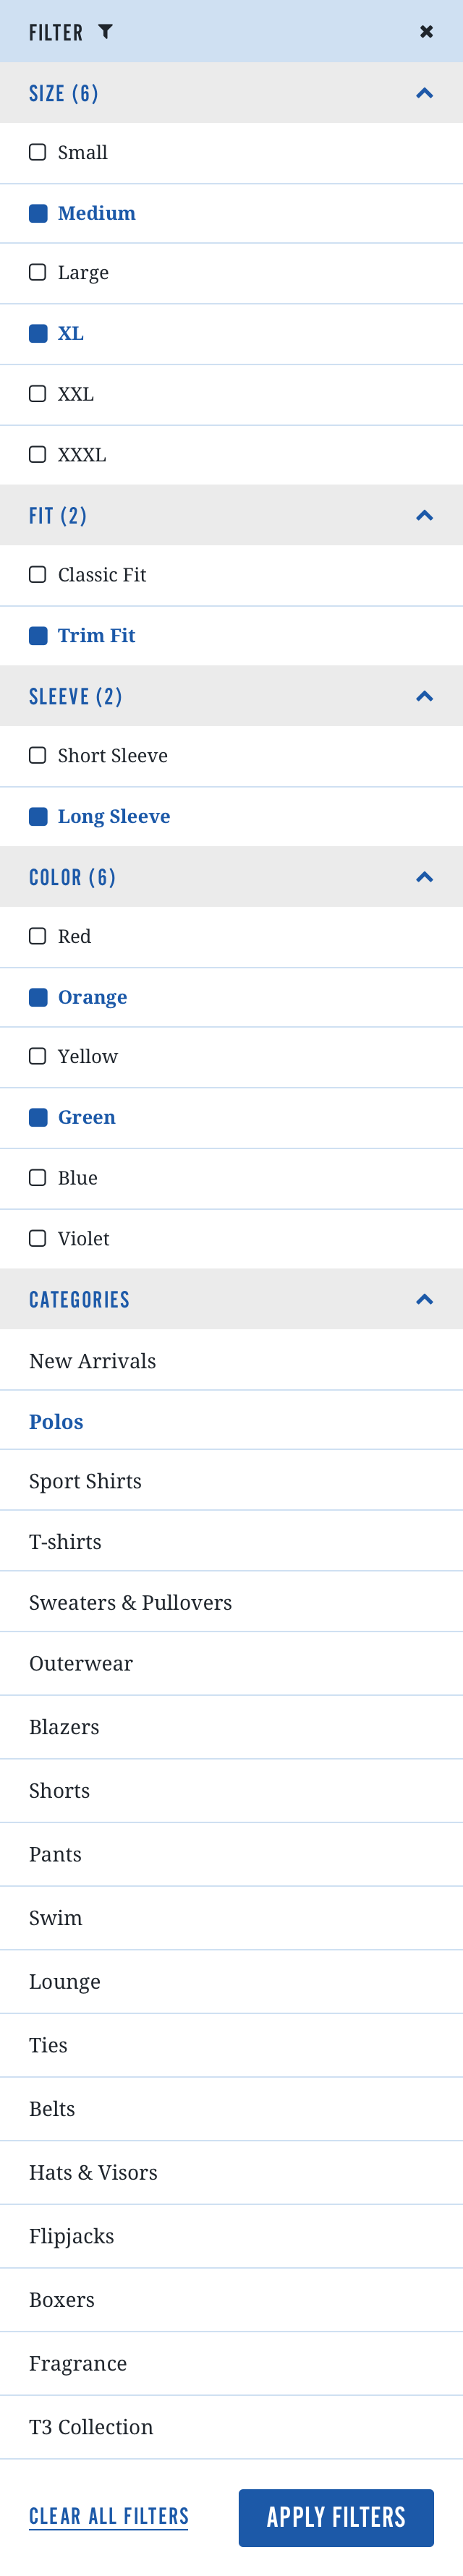 FILTER
SIZE (6)
Small
Medium
Large
XL
XXL
XXXL
FIT (2)
Classic Fit
Trim Fit
SLEEVE (2)
Short Sleeve
Long Sleeve
COLOR (6)
Red
Orange
Yellow
Green
Blue
Violet
CATEGORIES
New Arrivals
Polos
Sport Shirts
T-shirts
Sweaters & Pullovers
Outerwear
Blazers
Shorts
Pants
Swim
Lounge
Ties
Belts
Hats & Visors
Flipjacks
Boxers
Fragrance
T3 Collection
CLEAR ALL FILTERS APPLY FILTERS